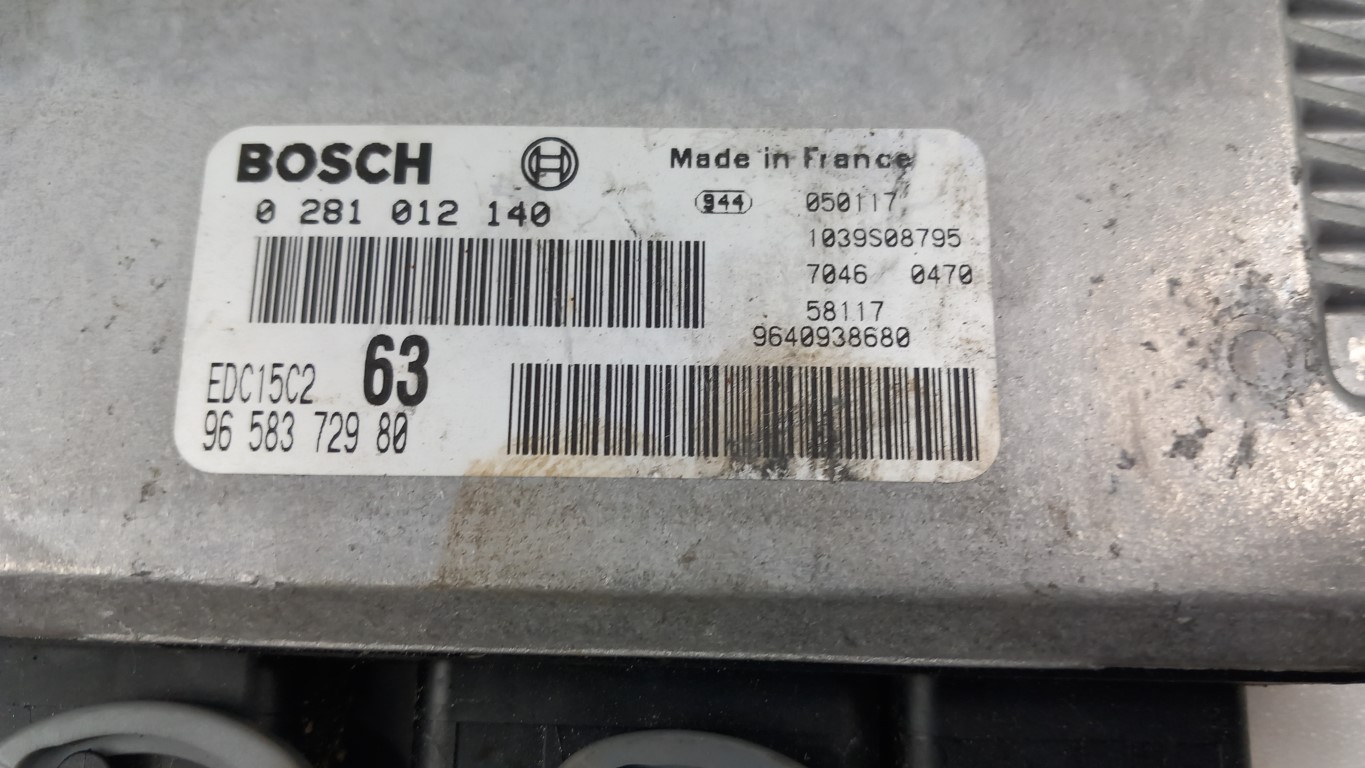 BOSCH
Made in France
0 281 012 140
944 050117
1039S08795
7046 0470
58117
9640938680
EDC15C2 63
96 583 729 80